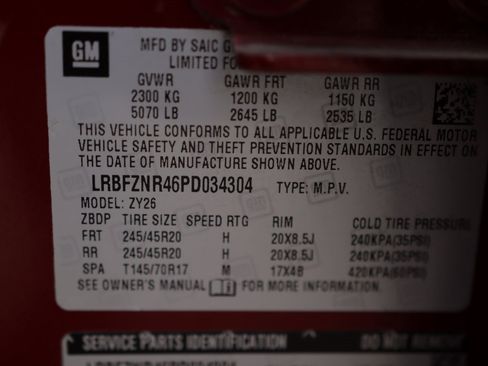 GM
MFD BY SAIC G
LIMITED FO
GVWR GAWR FRT GAWR RR
2300 KG 1200 KG 1150 KG
5070 LB 2645 LB 2535 LB
THIS VEHICLE CONFORMS TO ALL APPLICABLE U.S. FEDERAL MOTOR
VEHICLE SAFETY AND THEFT PREVENTION STANDARDS IN EFFECT ON
THE DATE OF MANUFACTURE SHOWN ABOVE.
LRBFZNR46PD034304 TYPE: M.P.V.
MODEL: ZY26
ZBDP TIRE SIZE SPEED RTG RIM COLD TIRE PRESSURE
FRT 245/45R20 H 20X8.5J 240KPA(35PSI)
RR 245/45R20 H 20X8.5J 240KPA(35PSI)
SPA T145/70R17 M 17X4B 420KPA(60PSI)
SEE OWNER'S MANUAL FOR MORE INFORMATION.
SERVICE PARTS IDENTIFICATION DO NOT REMOVE